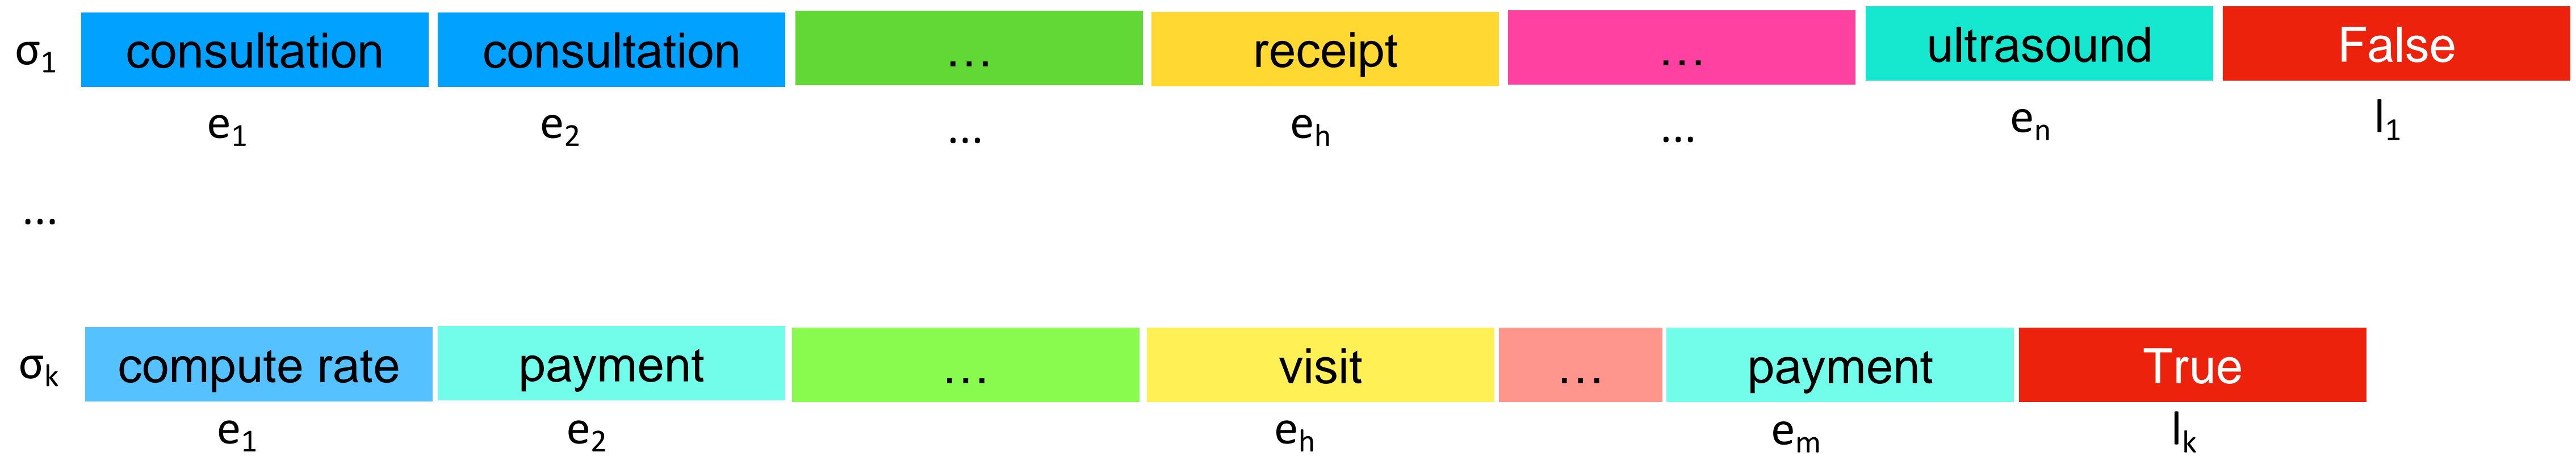 σ₁ consultation consultation … receipt … ultrasound False
e₁ e₂ ... eₕ ... eₙ l₁
...
σₖ compute rate payment … visit … payment True
e₁ e₂ eₕ eₘ lₖ